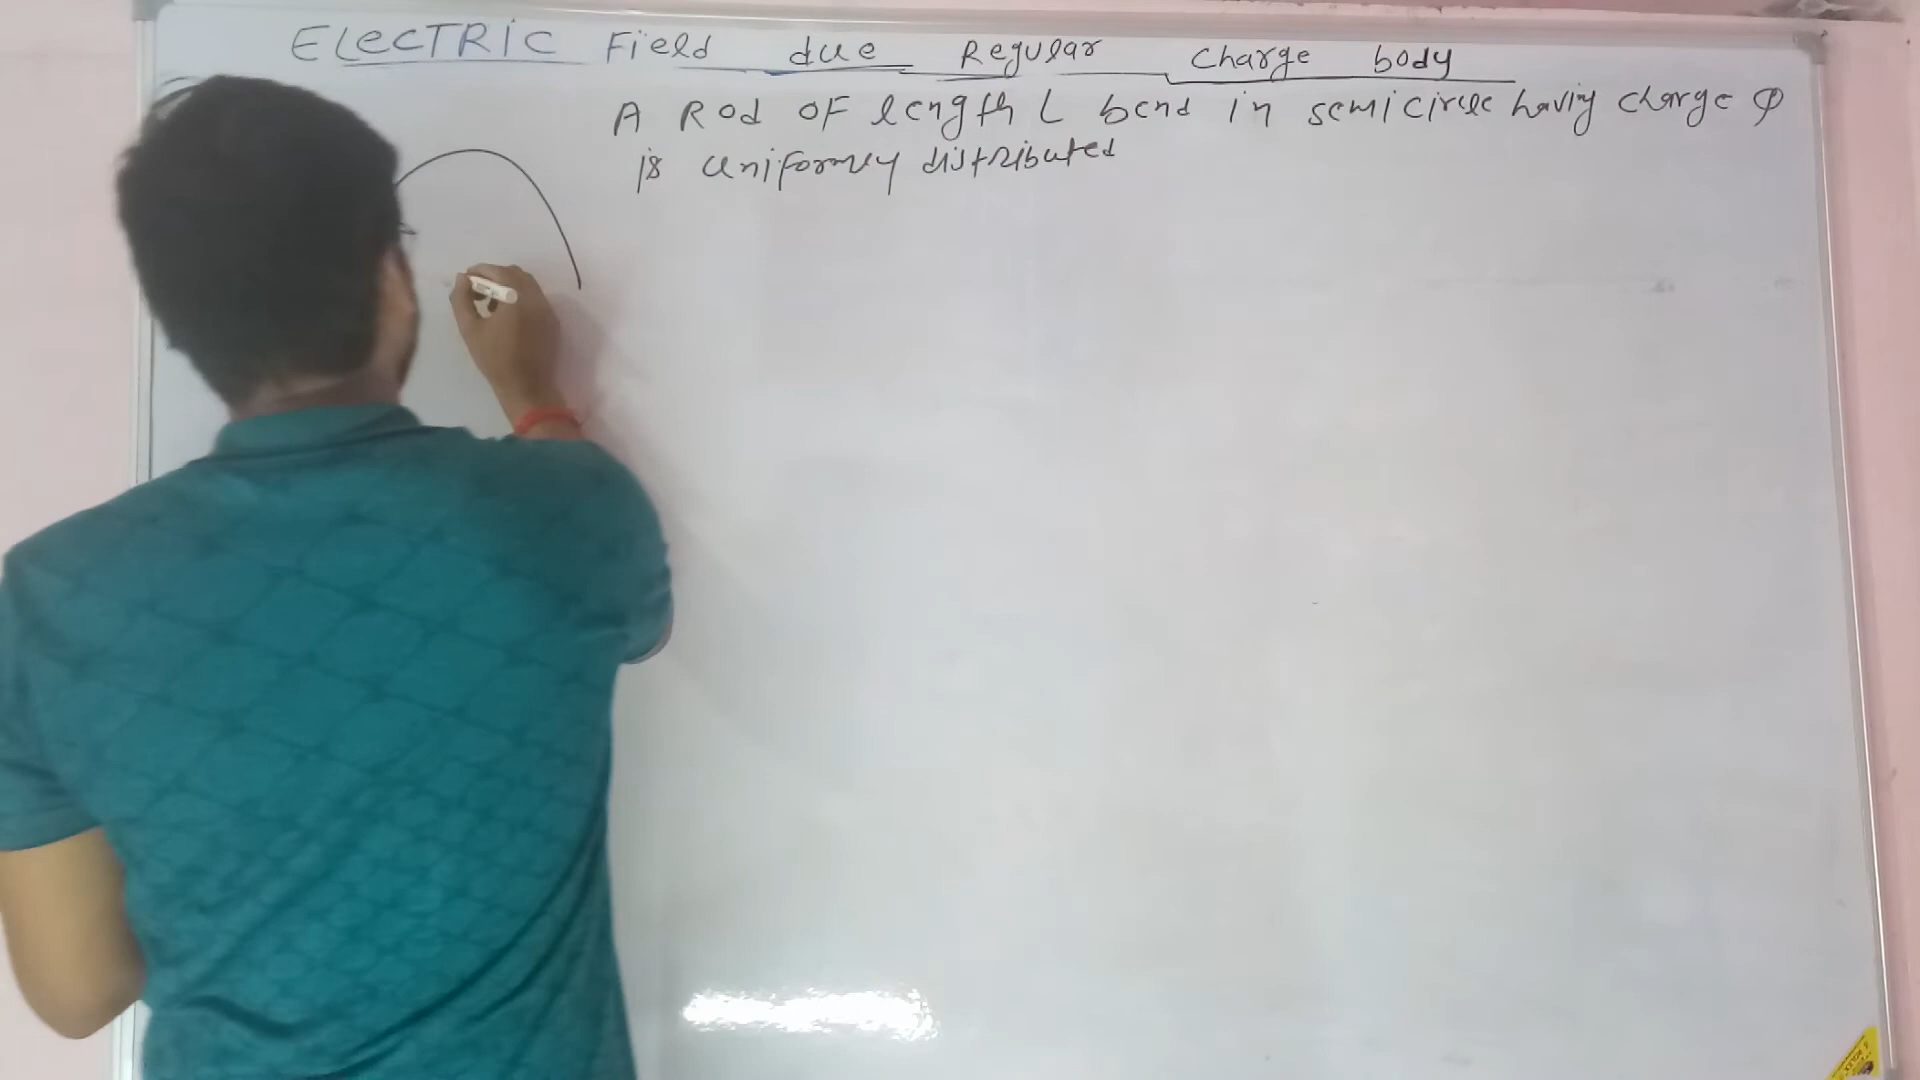 ELECTRIC Field due Regular Charge body
A Rod OF length L bend in semicircle having charge Q
is uniformly distributed